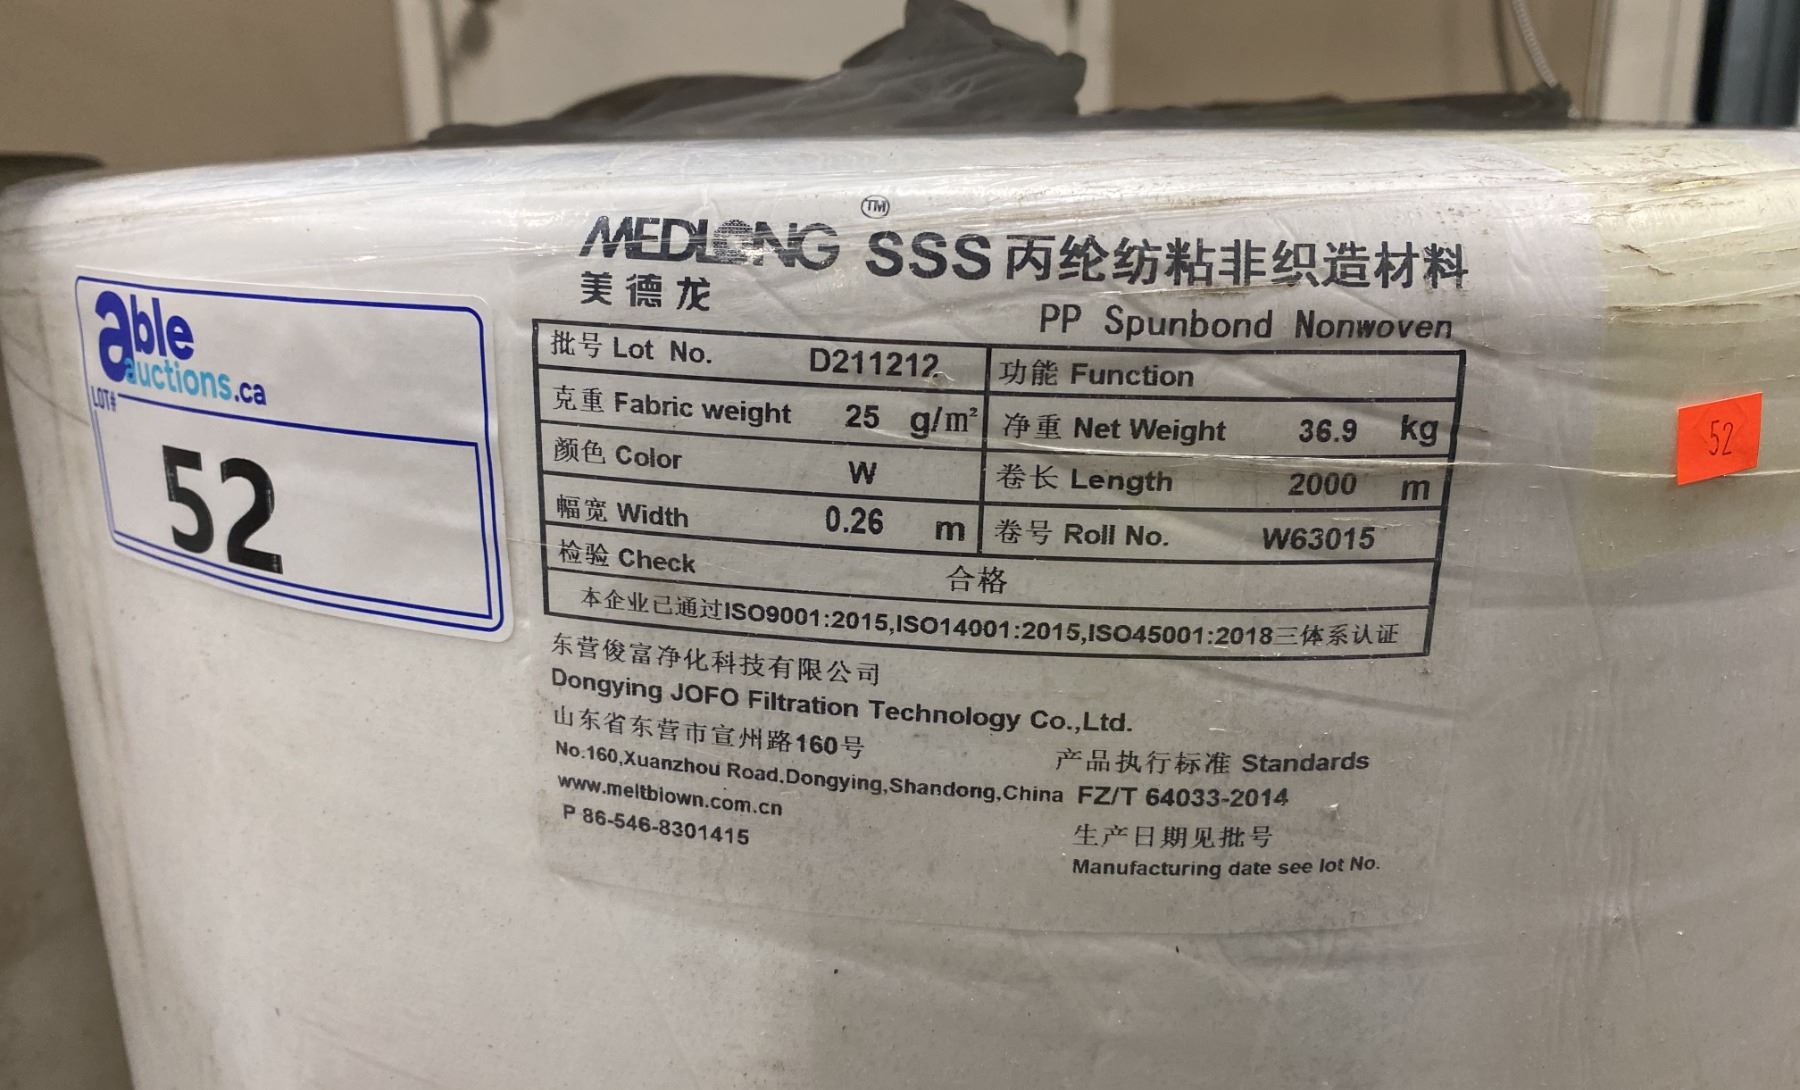 able
auctions.ca
LOT#
52
MEDLONG ™
美德龙
SSS 丙纶纺粘非织造材料
PP Spunbond Nonwoven
批号 Lot No. D211212 功能 Function
克重 Fabric weight 25 g/m² 净重 Net Weight 36.9 kg
颜色 Color W 卷长 Length 2000 m
幅宽 Width 0.26 m 卷号 Roll No. W63015
检验 Check 合格
本企业已通过ISO9001:2015,ISO14001:2015,ISO45001:2018三体系认证
东营俊富净化科技有限公司
Dongying JOFO Filtration Technology Co.,Ltd.
山东省东营市宣州路160号
No.160,Xuanzhou Road,Dongying,Shandong,China
www.meltblown.com.cn
P 86-546-8301415
产品执行标准 Standards
FZ/T 64033-2014
生产日期见批号
Manufacturing date see lot No.
52